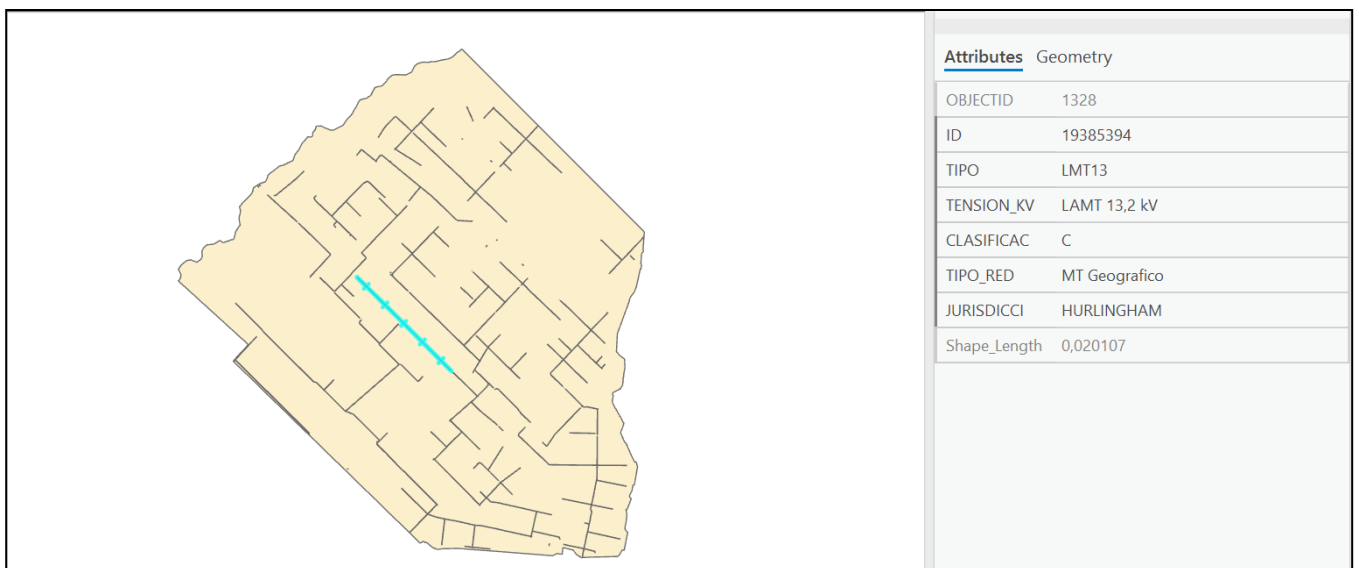 Attributes Geometry
OBJECTID 1328
ID 19385394
TIPO LMT13
TENSION_KV LAMT 13,2 kV
CLASIFICAC C
TIPO_RED MT Geografico
JURISDICCI HURLINGHAM
Shape_Length 0,020107